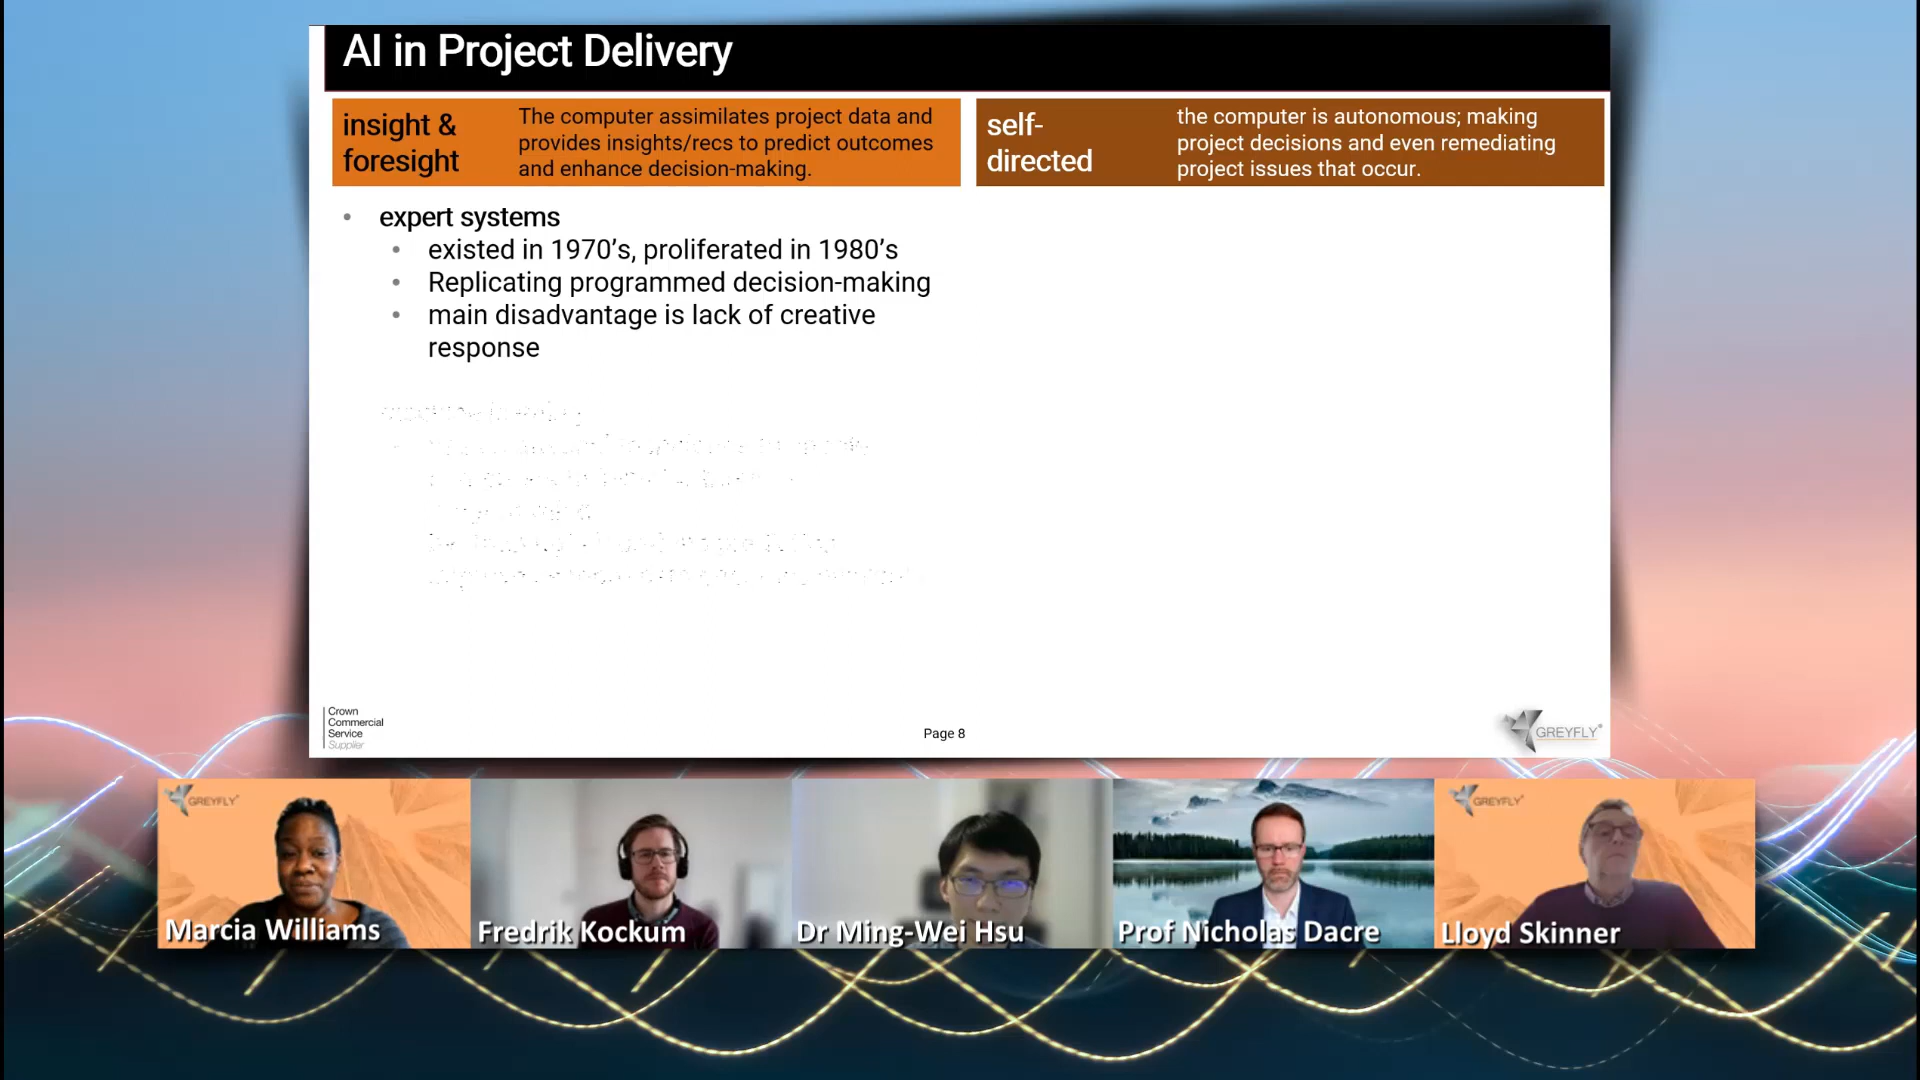 AI in Project Delivery
insight &
foresight
The computer assimilates project data and
provides insights/recs to predict outcomes
and enhance decision-making.
self-
directed
the computer is autonomous; making
project decisions and even remediating
project issues that occur.
• expert systems
• existed in 1970’s, proliferated in 1980’s
• Replicating programmed decision-making
• main disadvantage is lack of creative
response
Crown
Commercial
Service
Supplier
Page 8
GREYFLY
GREYFLY
GREYFLY
Marcia Williams
Fredrik Kockum
Dr Ming-Wei Hsu
Prof Nicholas Dacre
Lloyd Skinner